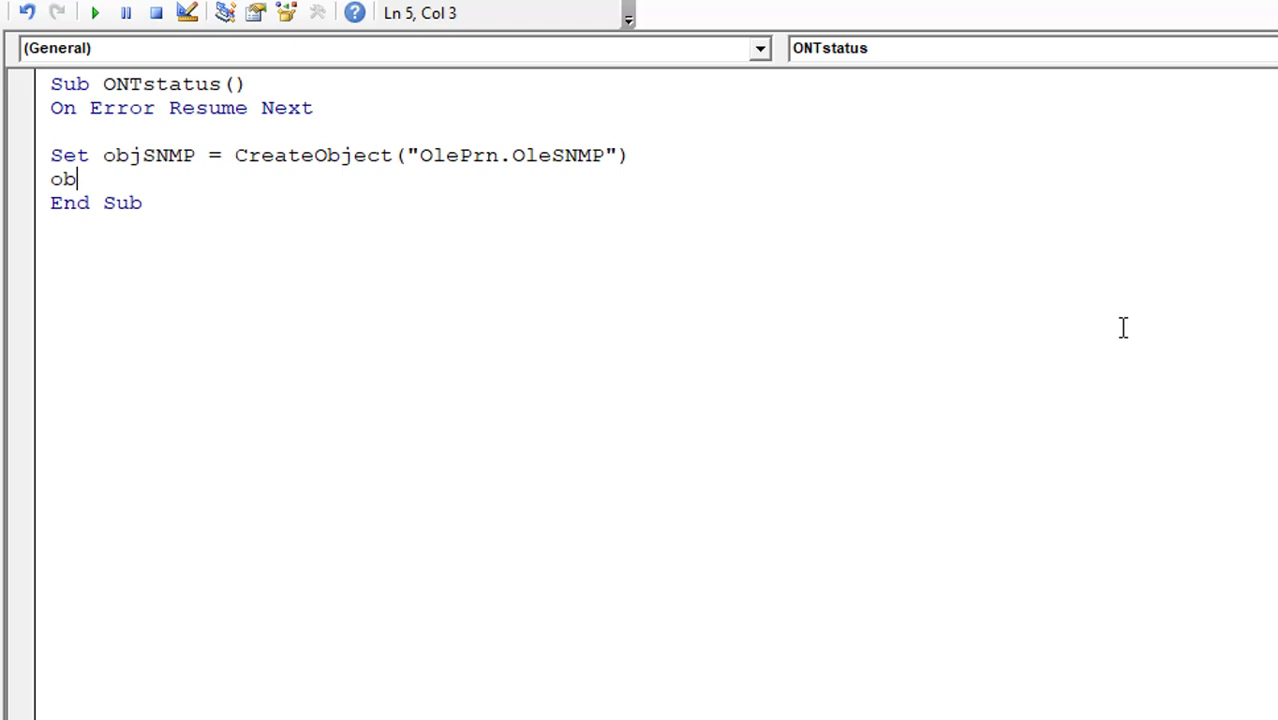 Ln 5, Col 3
(General)
ONTstatus
Sub ONTstatus()
On Error Resume Next
Set objSNMP = CreateObject("OlePrn.OleSNMP")
ob
End Sub